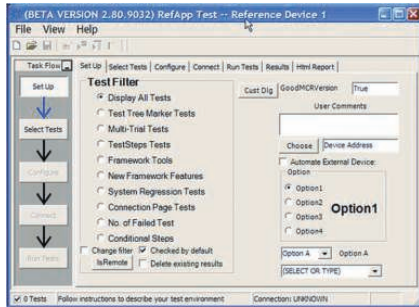 (BETA VERSION 2.80.9032) RefApp Test -- Reference Device 1
File View Help
Task Flow
Set Up
Select Tests
Configure
Connect
Run Tests
Set Up Select Tests Configure Connect Run Tests Results Html Report
Test Filter
Display All Tests
Test Tree Marker Tests
Multi-Trial Tests
TestSteps Tests
Framework Tools
New Framework Features
System Regression Tests
Connection Page Tests
No. of Failed Test
Conditional Steps
Change filter Checked by default
IsRemote Delete existing results
Cust Dlg GoodMCRVersion True
User Comments
Choose Device Address
Automate External Device:
Option
Option1
Option2
Option3
Option4
Option1
Option A Option A
(SELECT OR TYPE)
0 Tests Follow instructions to describe your test environment Connection: UNKNOWN